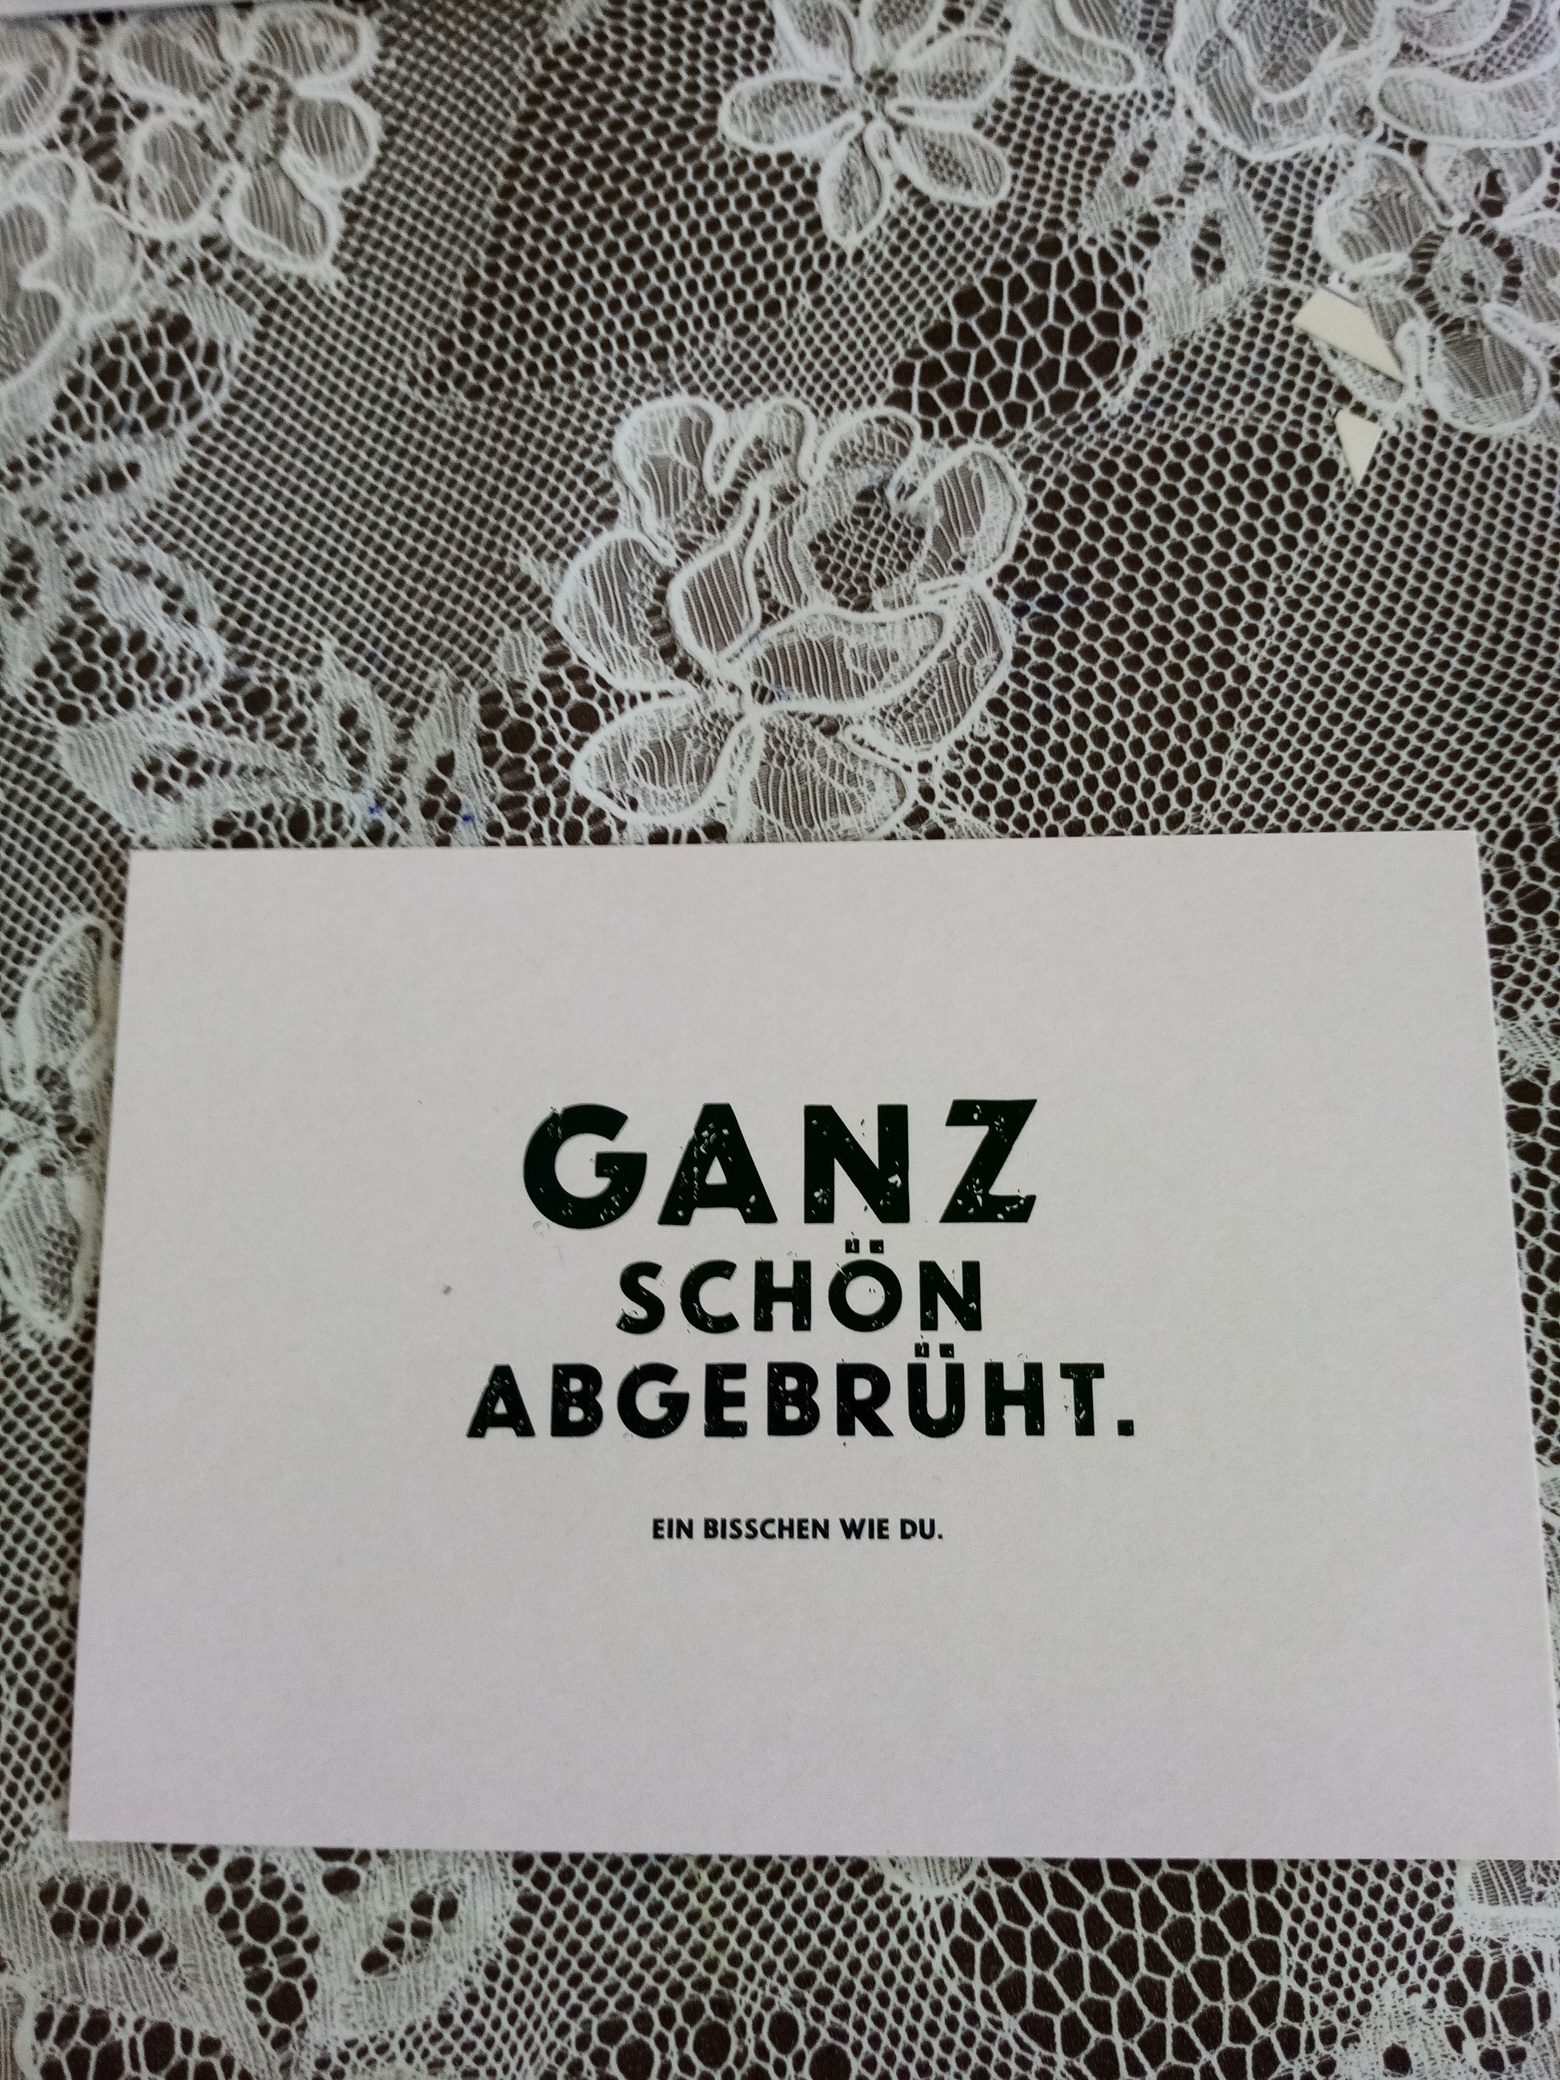 GANZ
SCHÖN
ABGEBRÜHT.
EIN BISSCHEN WIE DU.